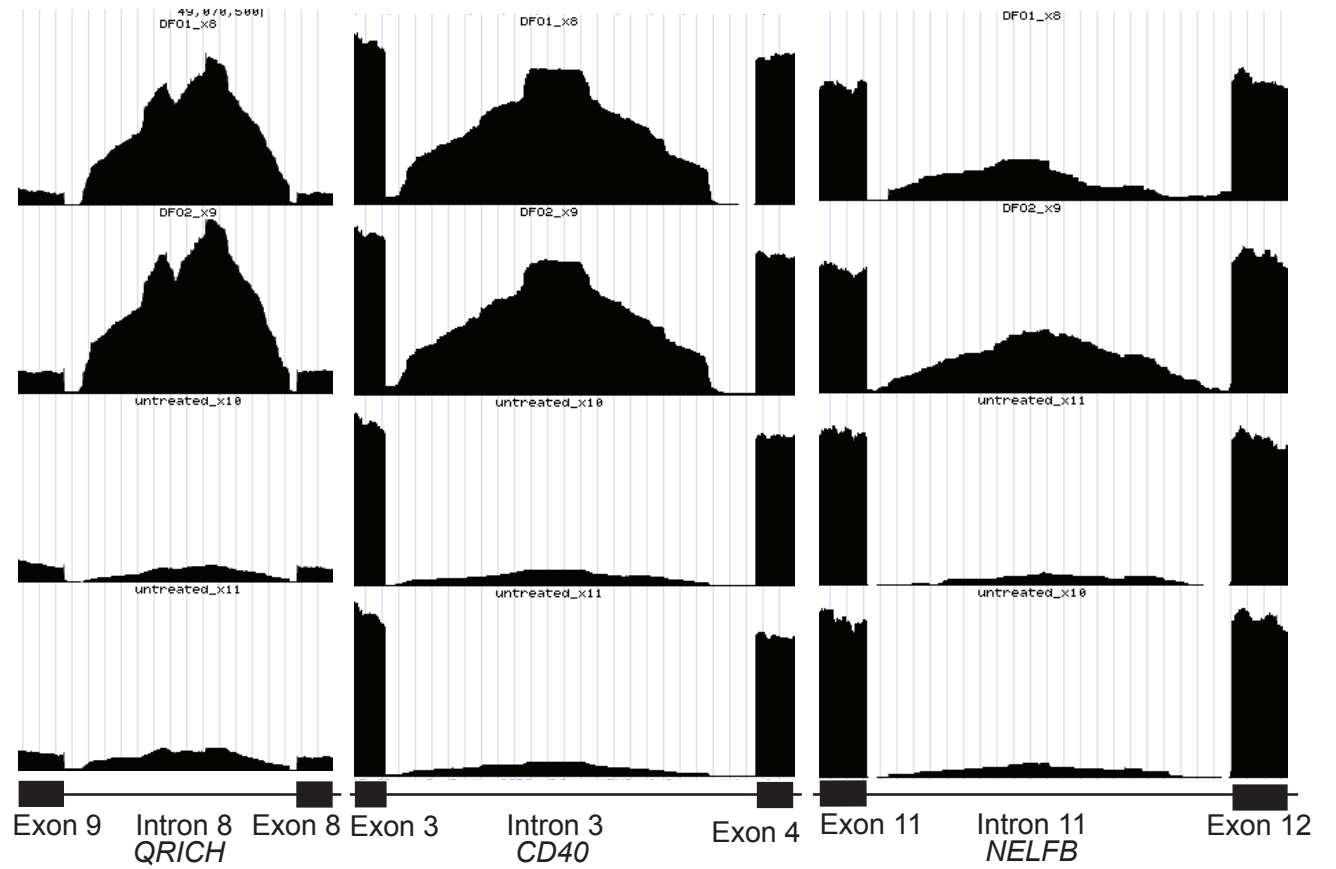 49,070,500|
DFO1_x8
DFO1_x8
DFO1_x8
DFO2_x9
DFO2_x9
DFO2_x9
untreated_x10
untreated_x10
untreated_x11
untreated_x11
untreated_x11
untreated_x10
Exon 9 Intron 8 Exon 8
QRICH
Exon 3 Intron 3 Exon 4
CD40
Exon 11 Intron 11 Exon 12
NELFB